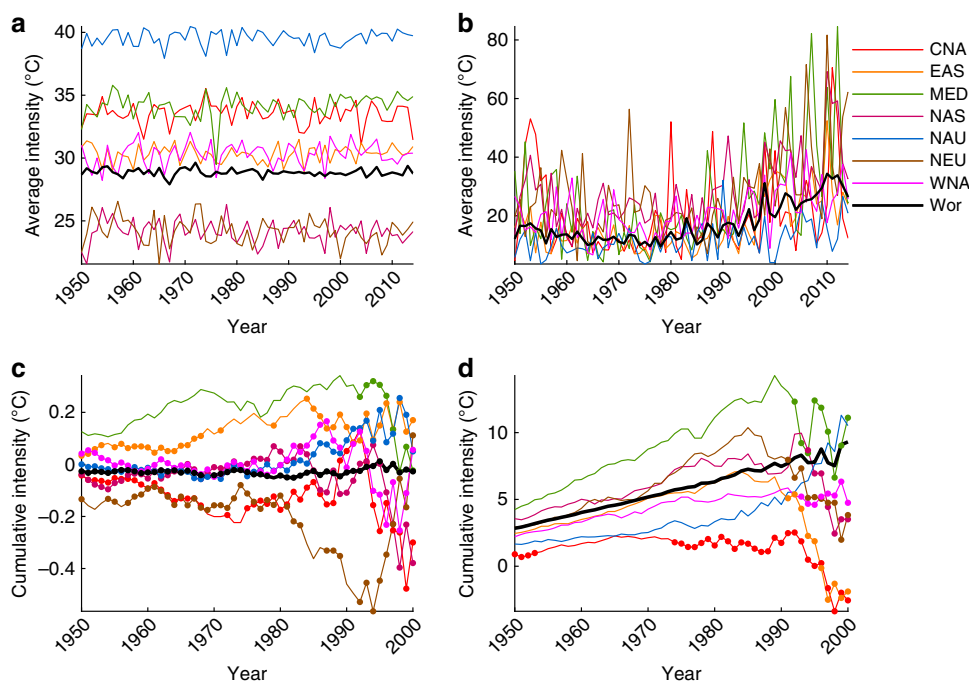 a
Average intensity (°C)
40
35
30
25
1950
1960
1970
1980
1990
2000
2010
Year
b
Average intensity (°C)
80
60
40
20
1950
1960
1970
1980
1990
2000
2010
Year
CNA
EAS
MED
NAS
NAU
NEU
WNA
Wor
c
Cumulative intensity (°C)
0.2
0
−0.2
−0.4
1950
1960
1970
1980
1990
2000
Year
d
Cumulative intensity (°C)
10
5
0
1950
1960
1970
1980
1990
2000
Year